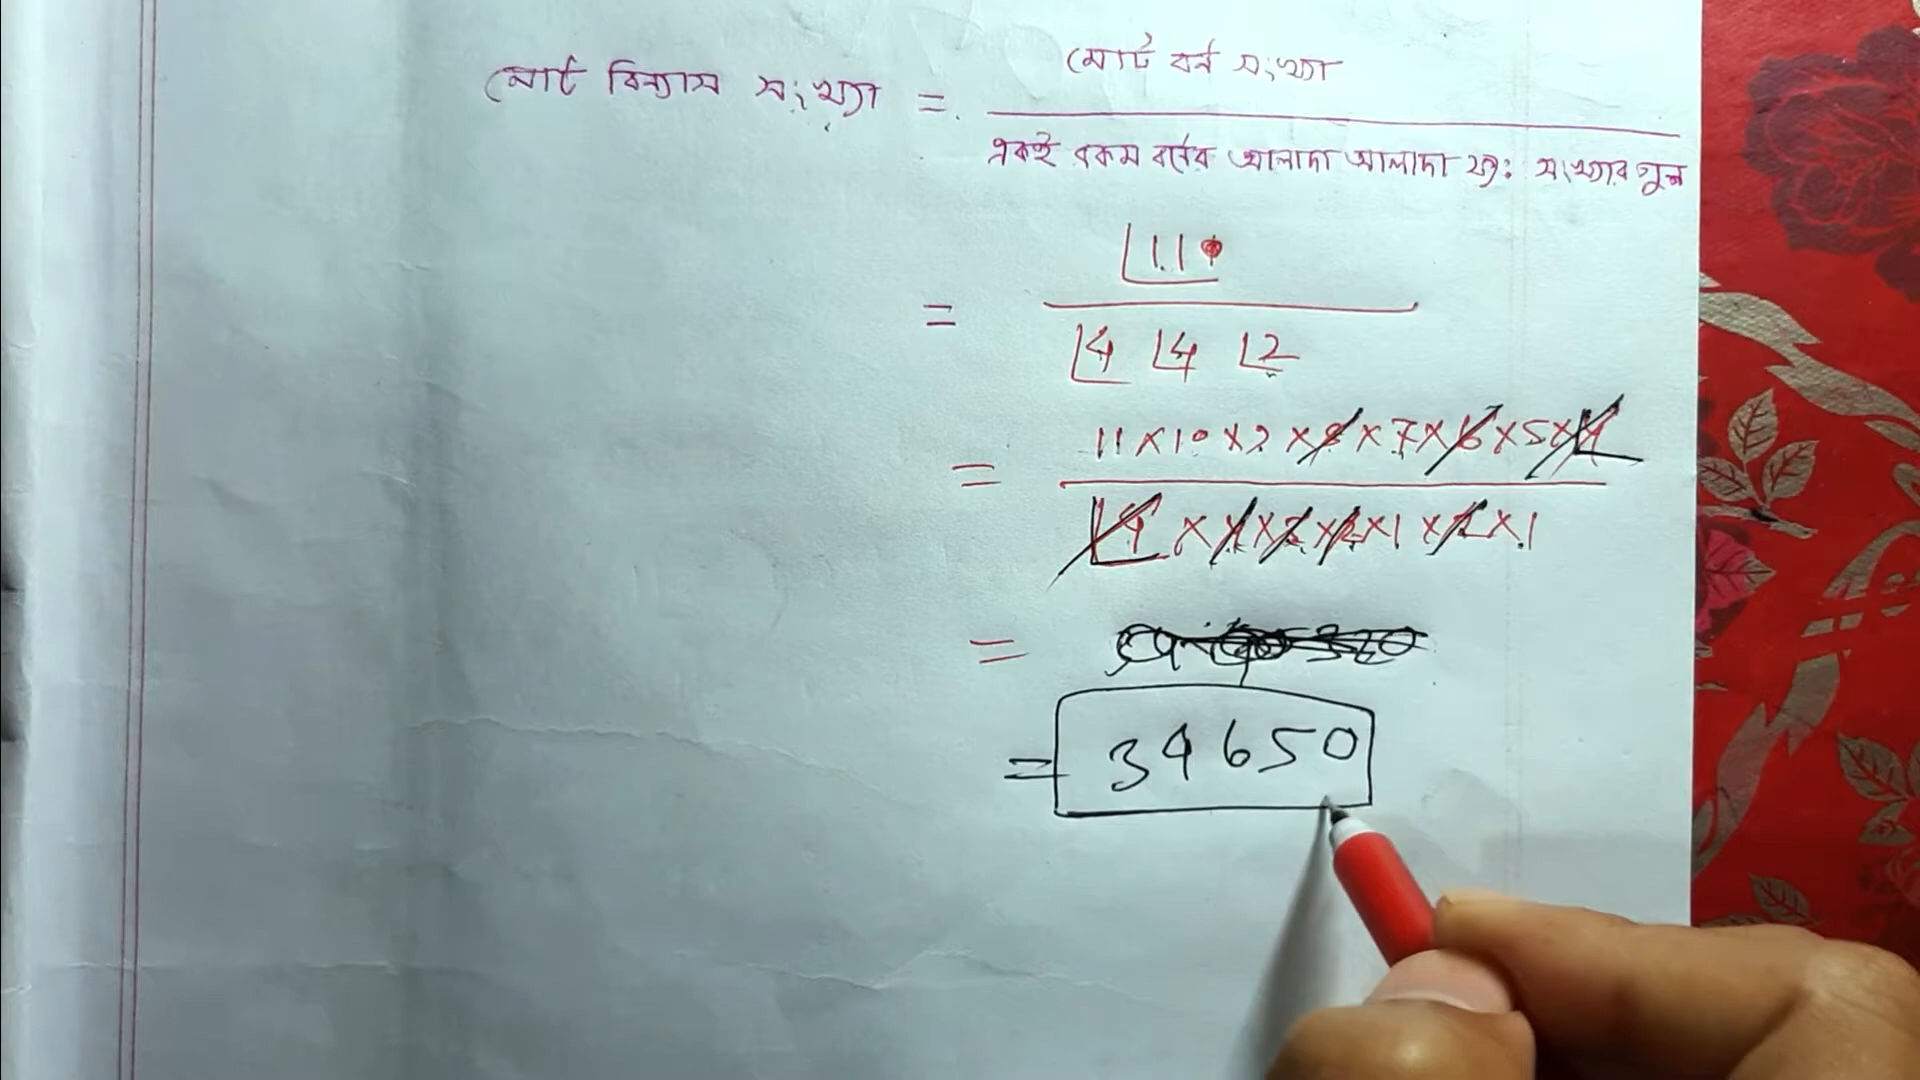 মোট বিন্যাস সংখ্যা = মোট বর্ন সংখ্যা
একই রকম বর্নের আলাদা আলাদা যত: সংখ্যার গুন
= ⌊11
⌊4 ⌊4 ⌊2
= 11 × 10 × 9 × 8 × 7 × 6 × 5 × ⌊4
⌊4 × 4 × 3 × 2 × 1 × 2 × 1
=
= 34650